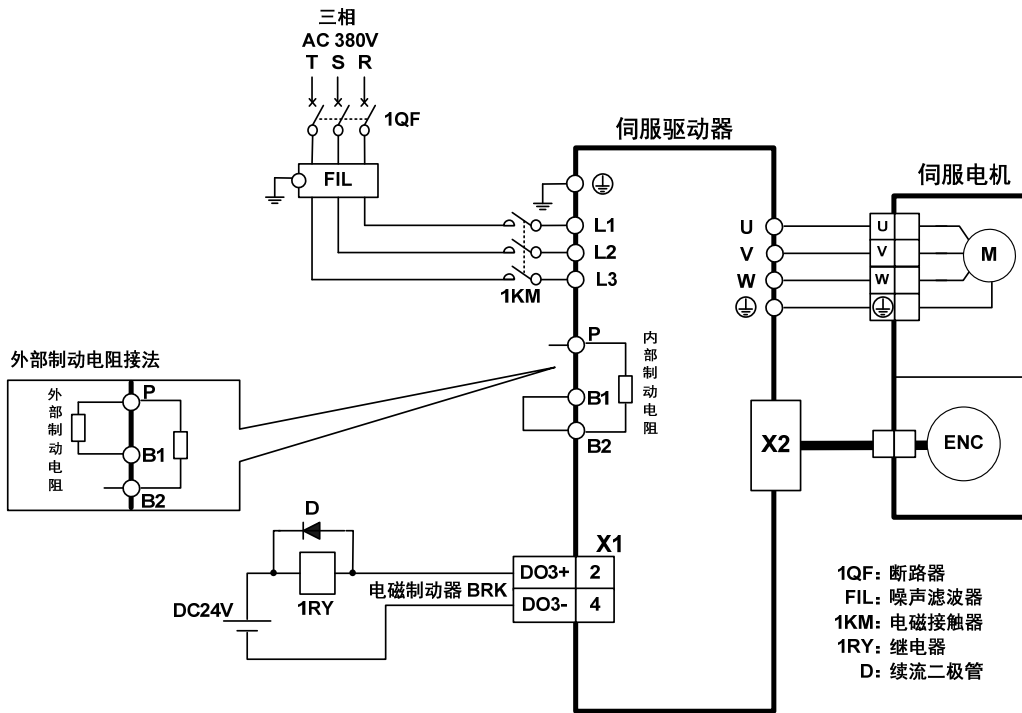 三相
AC 380V
T S R
1QF
FIL
伺服驱动器
伺服电机
L1
L2
L3
1KM
U
V
W
U
V
W
M
P
B1
B2
内部制动电阻
外部制动电阻接法
外部制动电阻
P
B1
B2
X2
ENC
D
1RY
DC24V
电磁制动器 BRK
X1
DO3+ 2
DO3- 4
1QF：断路器
FIL：噪声滤波器
1KM：电磁接触器
1RY：继电器
D：续流二极管